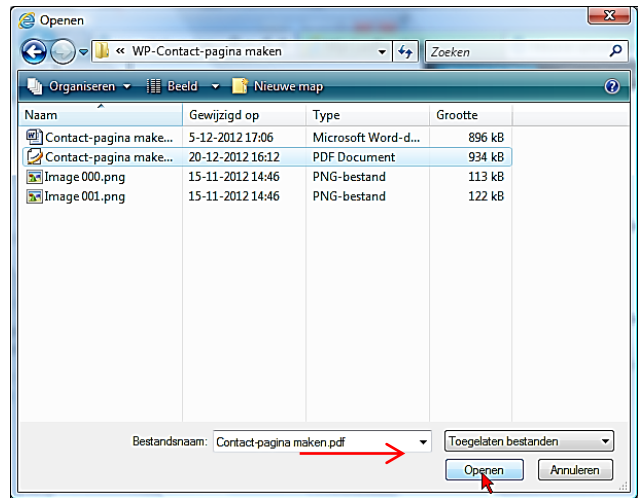 Openen
« WP-Contact-pagina maken Zoeken
Organiseren Beeld Nieuwe map
Naam Gewijzigd op Type Grootte
Contact-pagina make... 5-12-2012 17:06 Microsoft Word-d... 896 kB
Contact-pagina make... 20-12-2012 16:12 PDF Document 934 kB
Image 000.png 15-11-2012 14:46 PNG-bestand 113 kB
Image 001.png 15-11-2012 14:46 PNG-bestand 122 kB
Bestandsnaam: Contact-pagina maken.pdf Toegelaten bestanden
Openen Annuleren